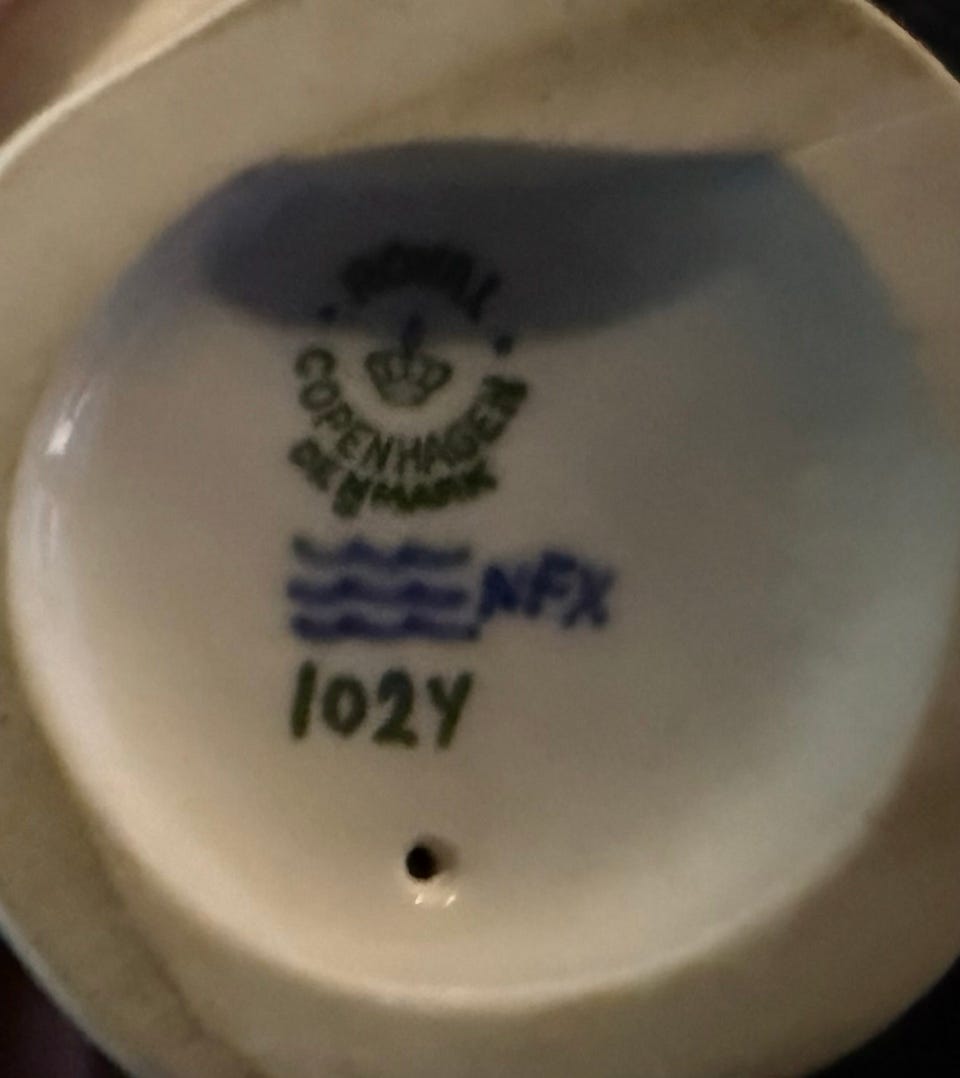 ROYAL
COPENHAGEN
DENMARK
NFX
102Y